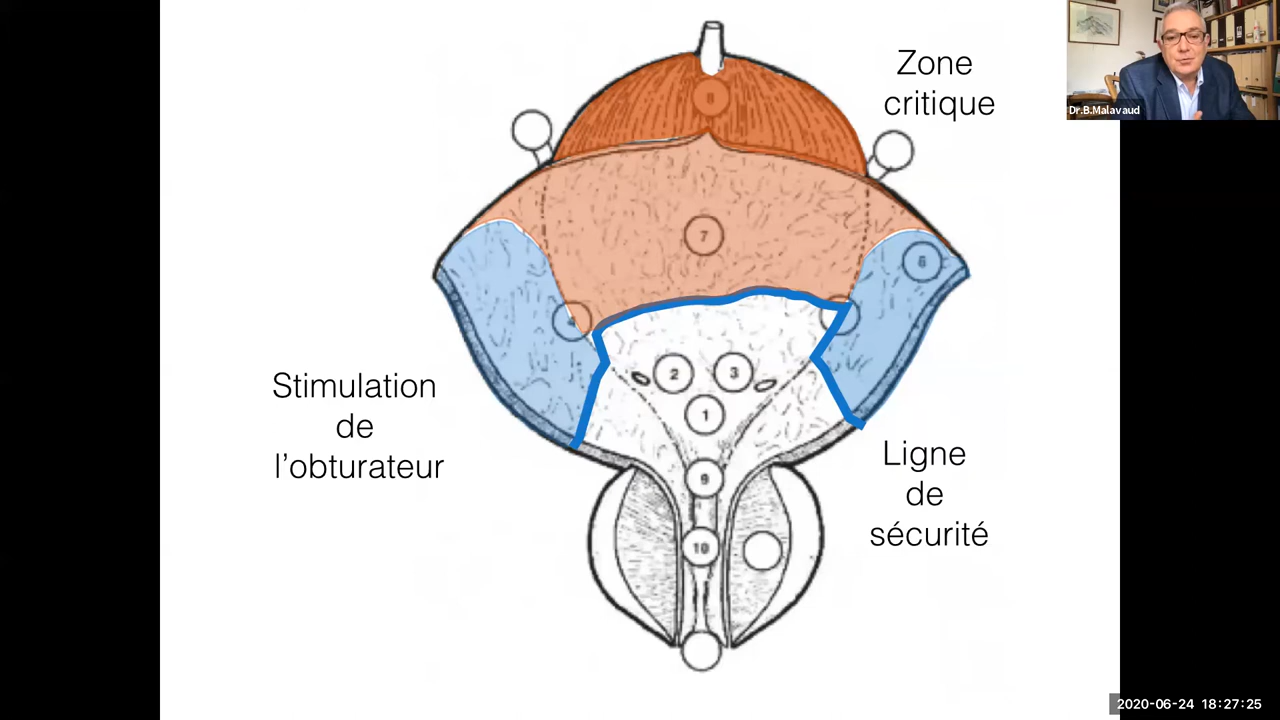 Zone
critique
Dr.B.Malavaud
7
2
3
1
Stimulation
de
l'obturateur
Ligne
de
sécurité
9
10
2020-06-24 18:27:25